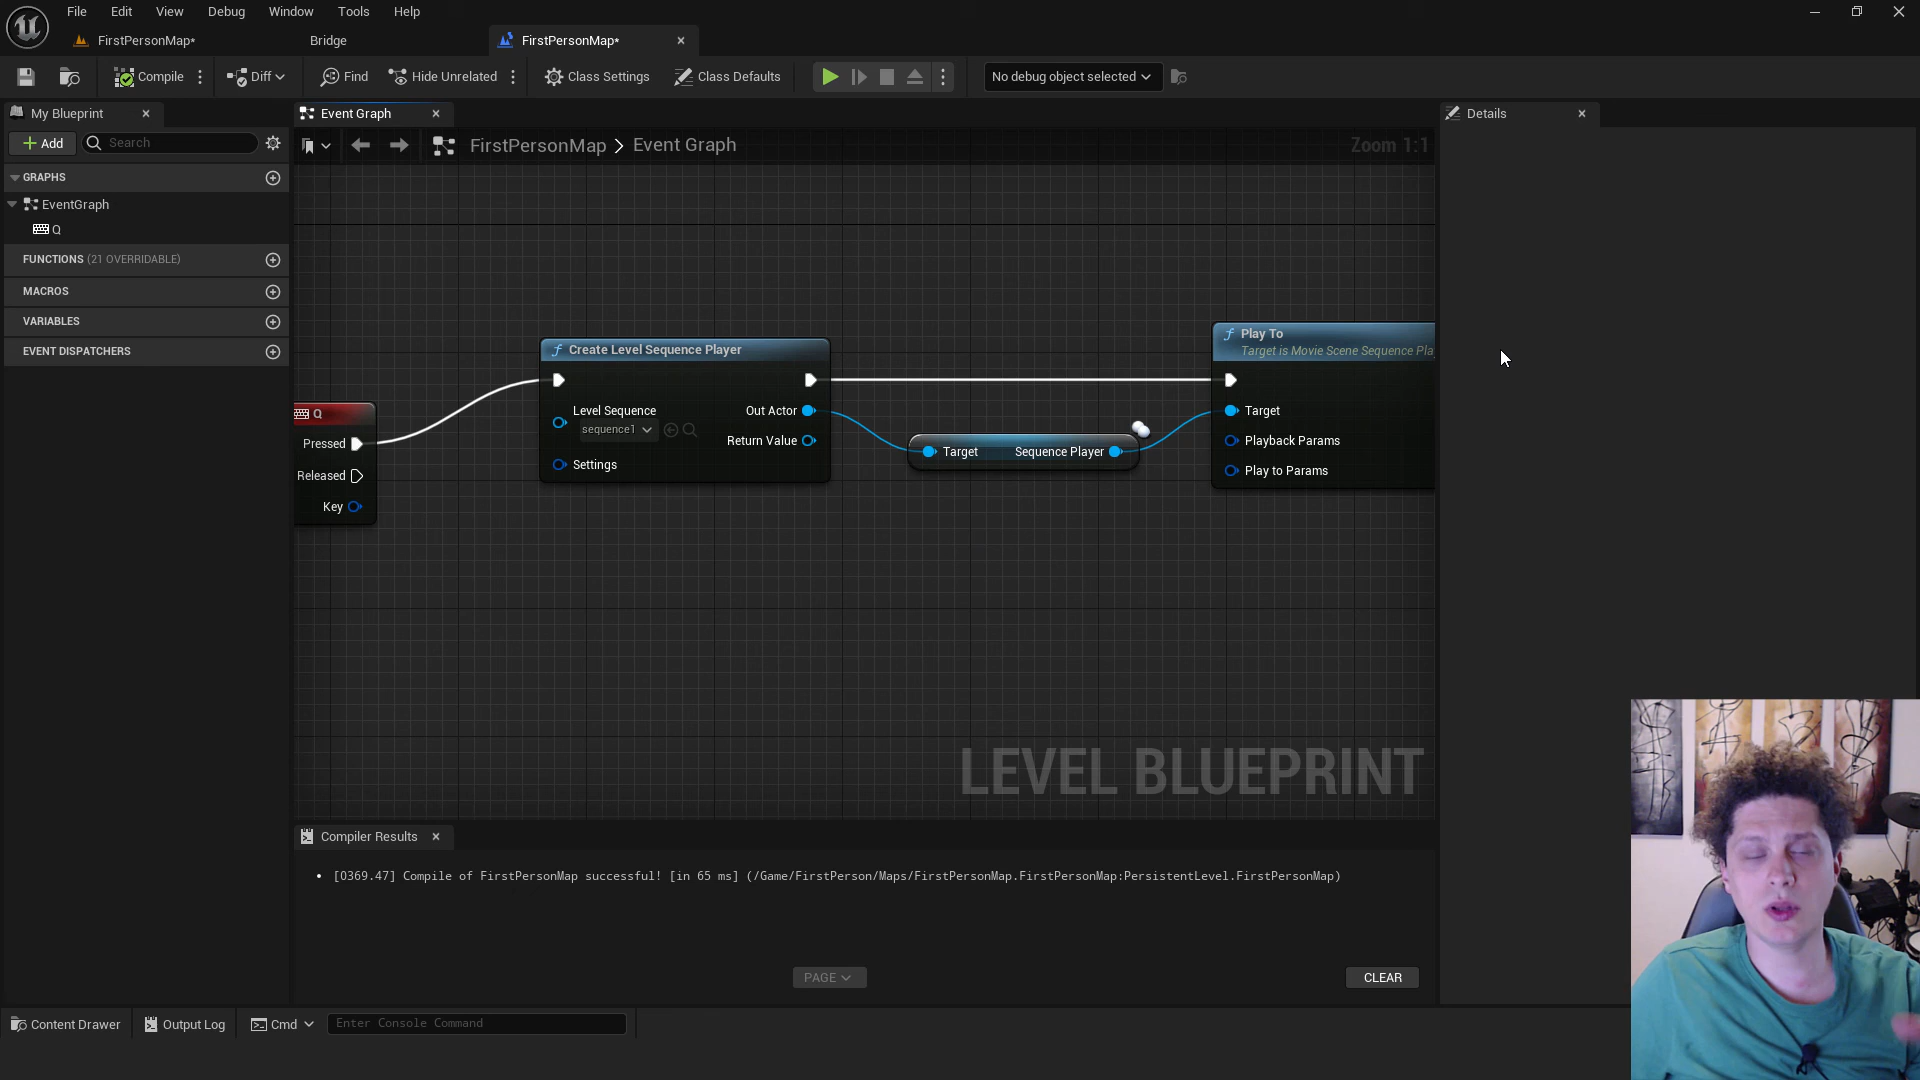 File Edit View Debug Window Tools Help
FirstPersonMap* Bridge FirstPersonMap*
Compile Diff Find Hide Unrelated Class Settings Class Defaults No debug object selected
My Blueprint Event Graph Details
Add Search FirstPersonMap > Event Graph Zoom 1:1
GRAPHS
EventGraph
Q
FUNCTIONS (21 OVERRIDABLE)
MACROS
VARIABLES
EVENT DISPATCHERS
Q
Pressed
Released
Key
f Create Level Sequence Player
Level Sequence Out Actor
sequence1
Return Value
Settings
Target Sequence Player
f Play To
Target is Movie Scene Sequence Pla
Target
Playback Params
Play to Params
LEVEL BLUEPRINT
Compiler Results
• [0369.47] Compile of FirstPersonMap successful! [in 65 ms] (/Game/FirstPerson/Maps/FirstPersonMap.FirstPersonMap:PersistentLevel.FirstPersonMap)
PAGE CLEAR
Content Drawer Output Log Cmd Enter Console Command